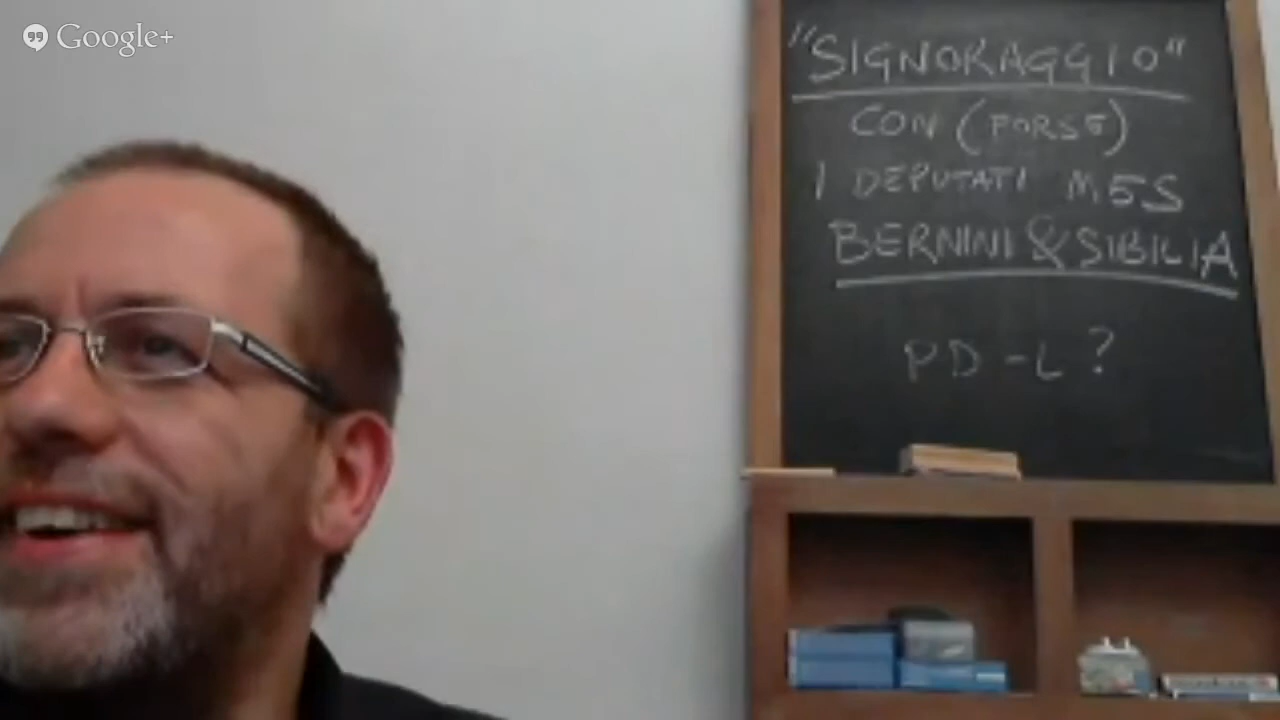 Google+
"SIGNORAGGIO"
CON (FORSE)
I DEPUTATI M5S
BERNINI & SIBILIA
PD-L?